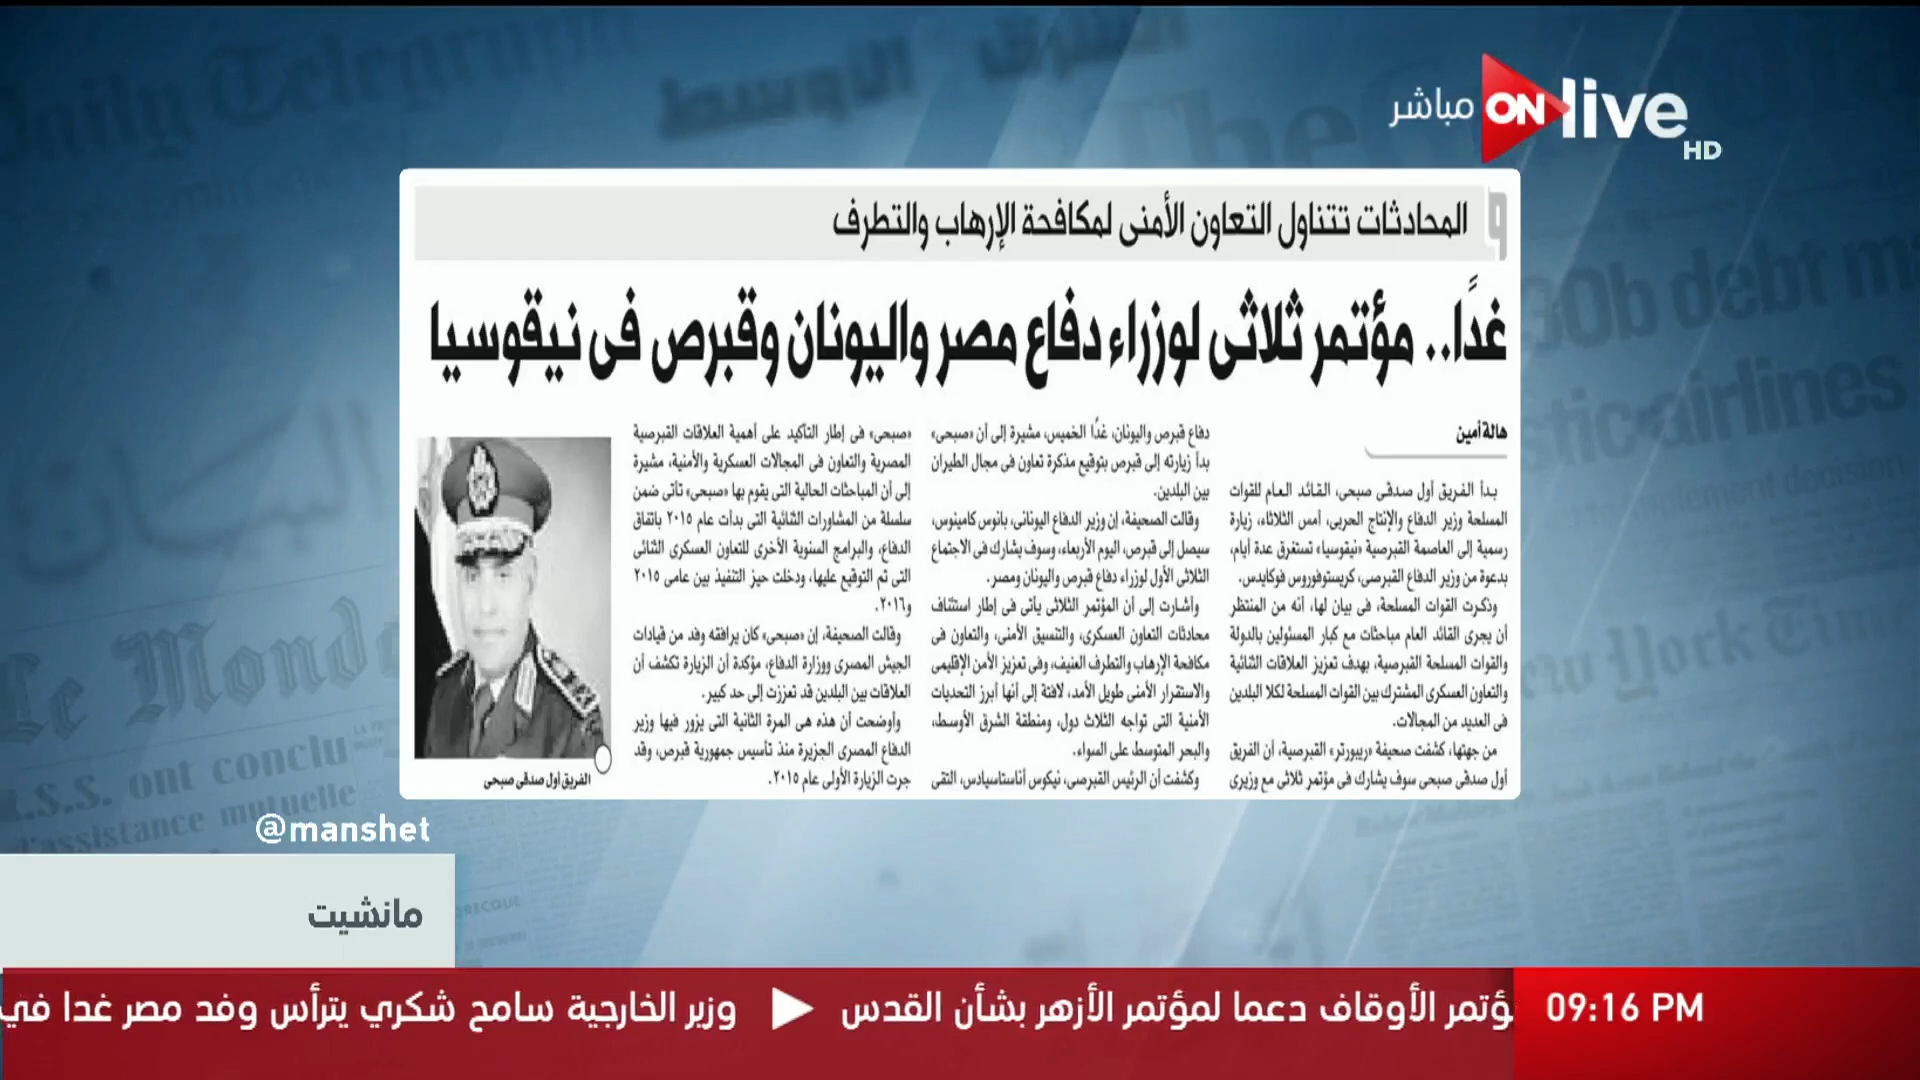 مباشر ON live
HD
المحادثات تتناول التعاون الأمنى لمكافحة الإرهاب والتطرف
غدًا.. مؤتمر ثلاثى لوزراء دفاع مصر واليونان وقبرص فى نيقوسيا
هالة أمين
بدأ الفريق أول صدقى صبحى، القائد العام للقوات
المسلحة وزير الدفاع والإنتاج الحربى، أمس الثلاثاء، زيارة
رسمية إلى العاصمة القبرصية «نيقوسيا» تستغرق عدة أيام،
بدعوة من وزير الدفاع القبرصى، كريستوفوروس فوكايدس.
وذكرت القوات المسلحة، فى بيان لها، أنه من المنتظر
أن يجرى القائد العام مباحثات مع كبار المسئولين بالدولة
والقوات المسلحة القبرصية، بهدف تعزيز العلاقات الثنائية
والتعاون العسكرى المشترك بين القوات المسلحة لكلا البلدين
فى العديد من المجالات.
من جهتها، كشفت صحيفة «ريبورتر» القبرصية، أن الفريق
أول صدقى صبحى سوف يشارك فى مؤتمر ثلاثى مع وزيرى
دفاع قبرص واليونان، غدًا الخميس، مشيرة إلى أن «صبحى»
بدأ زيارته إلى قبرص بتوقيع مذكرة تعاون فى مجال الطيران
بين البلدين.
وقالت الصحيفة، إن وزير الدفاع اليونانى، بانوس كامينوس،
سيصل إلى قبرص، اليوم الأربعاء، وسوف يشارك فى الاجتماع
الثلاثى الأول لوزراء دفاع قبرص واليونان ومصر.
وأشارت إلى أن المؤتمر الثلاثى يأتى فى إطار استئناف
محادثات التعاون العسكرى، والتنسيق الأمنى، والتعاون فى
مكافحة الإرهاب والتطرف العنيف، وفى تعزيز الأمن الإقليمى
والاستقرار الأمنى طويل الأمد، لافتة إلى أنها أبرز التحديات
الأمنية التى تواجه الثلاث دول، ومنطقة الشرق الأوسط،
والبحر المتوسط على السواء.
وكشفت أن الرئيس القبرصى، نيكوس أناستاسيادس، التقى
«صبحى» فى إطار التأكيد على أهمية العلاقات القبرصية
المصرية والتعاون فى المجالات العسكرية والأمنية، مشيرة
إلى أن المباحثات الحالية التى يقوم بها «صبحى» تأتى ضمن
سلسلة من المشاورات الثنائية التى بدأت عام ٢٠١٥ باتفاق
الدفاع، والبرامج السنوية الأخرى للتعاون العسكرى الثنائى
التى تم التوقيع عليها، ودخلت حيز التنفيذ بين عامى ٢٠١٥
و٢٠١٦.
وقالت الصحيفة، إن «صبحى» كان يرافقه وفد من قيادات
الجيش المصرى ووزارة الدفاع، مؤكدة أن الزيارة تكشف أن
العلاقات بين البلدين قد تعززت إلى حد كبير.
وأوضحت أن هذه هى المرة الثانية التى يزور فيها وزير
الدفاع المصرى الجزيرة منذ تأسيس جمهورية قبرص، وقد
جرت الزيارة الأولى عام ٢٠١٥.
الفريق أول صدقى صبحى
@manshet
مانشيت
ؤتمر الأوقاف دعما لمؤتمر الأزهر بشأن القدس
وزير الخارجية سامح شكري يترأس وفد مصر غدا في
09:16 PM